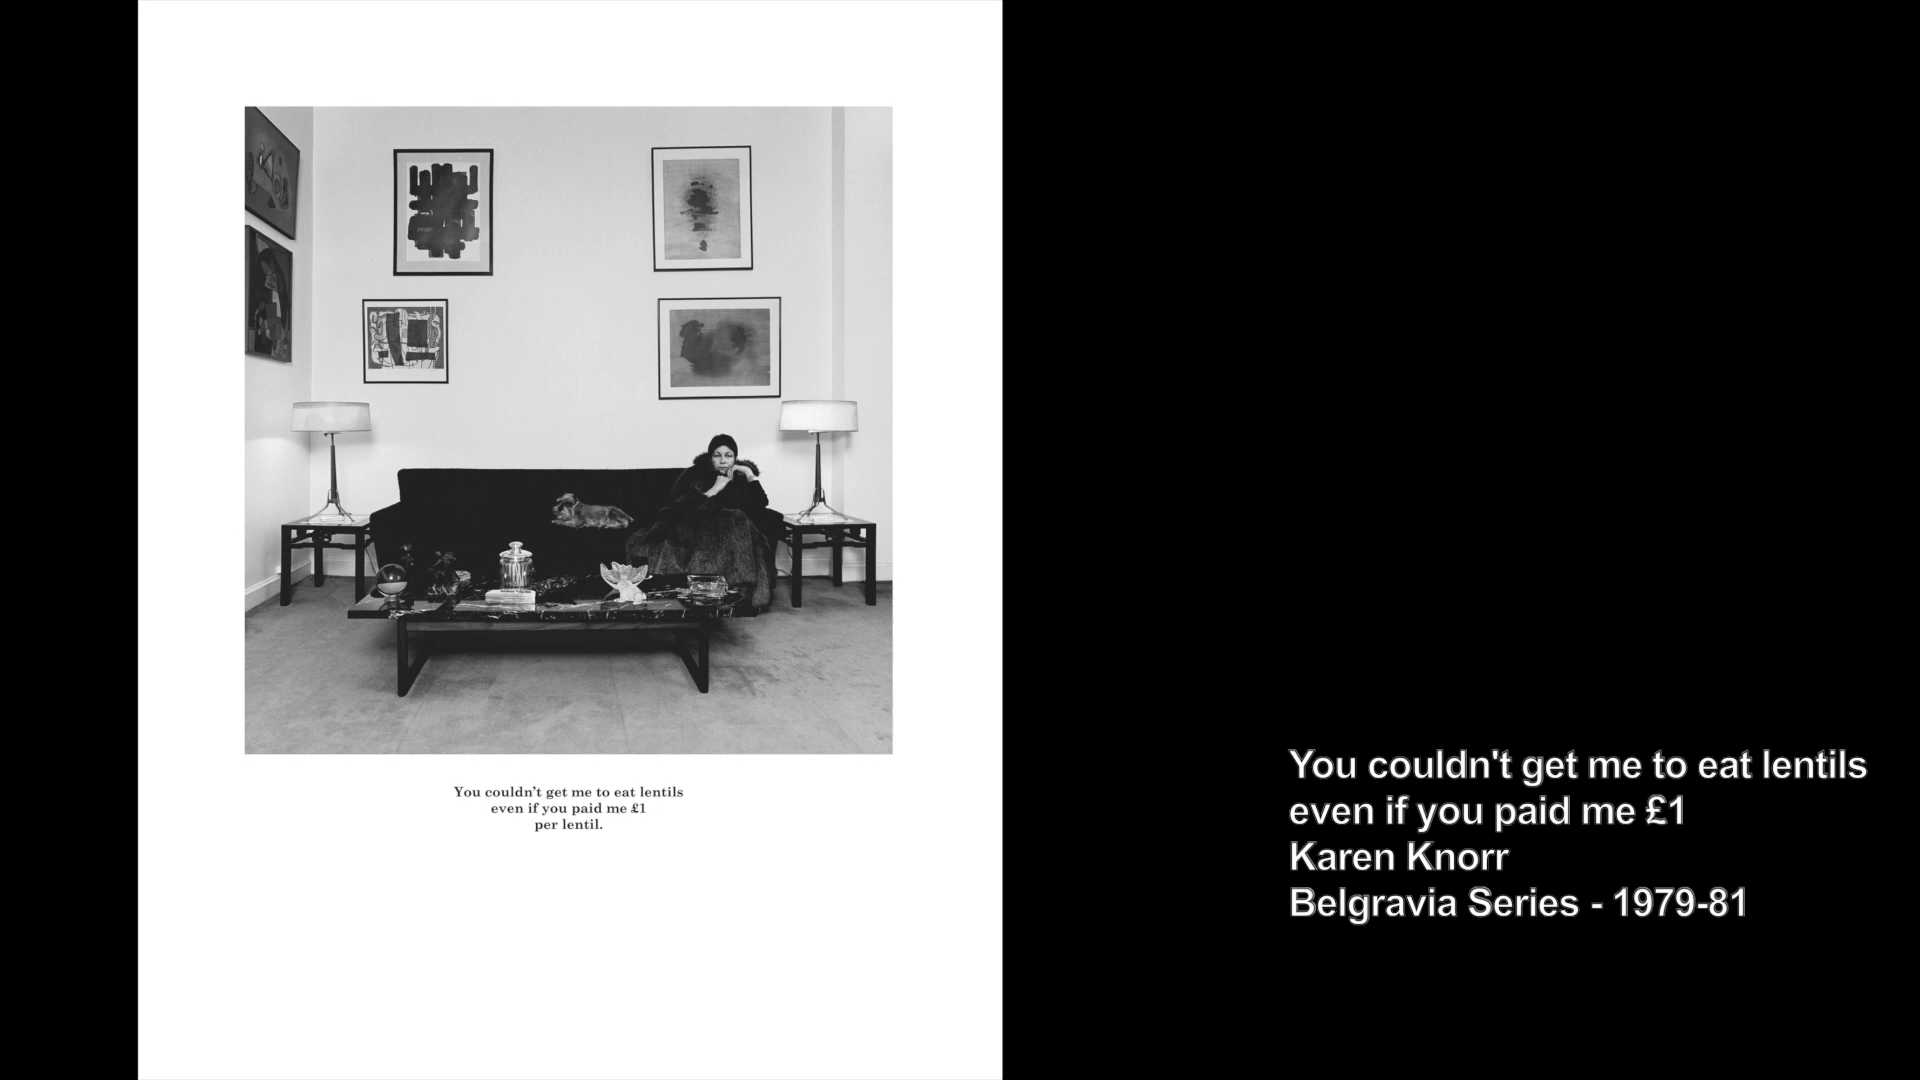 You couldn’t get me to eat lentils
even if you paid me £1
per lentil.
You couldn't get me to eat lentils
even if you paid me £1
Karen Knorr
Belgravia Series - 1979-81